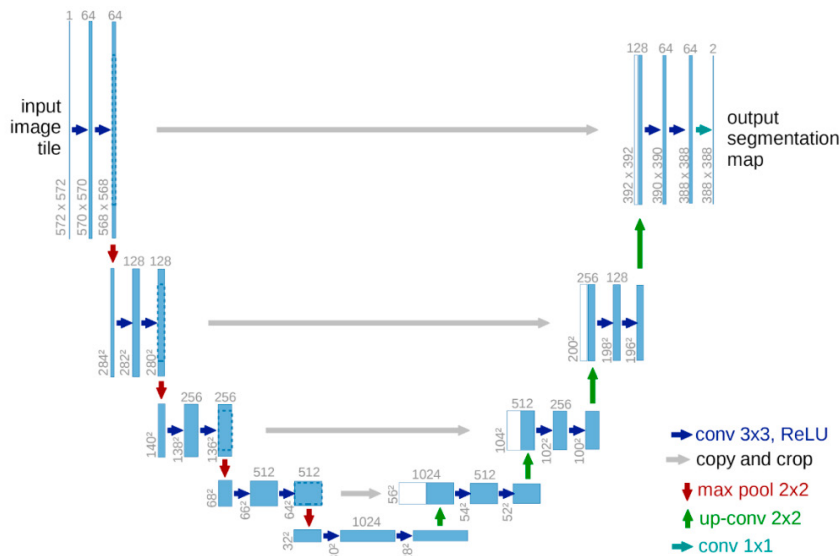 1 64 64
input
image
tile
572 x 572
570 x 570
568 x 568
128 64 64 2
output
segmentation
map
392 x 392
390 x 390
388 x 388
388 x 388
128 128
284²
282²
280²
256 128
200²
198²
196²
256 256
140²
138²
136²
512 256
104²
102²
100²
512 512
68²
66²
64²
1024 512
56²
54²
52²
1024
32²
0²
8²
conv 3x3, ReLU
copy and crop
max pool 2x2
up-conv 2x2
conv 1x1